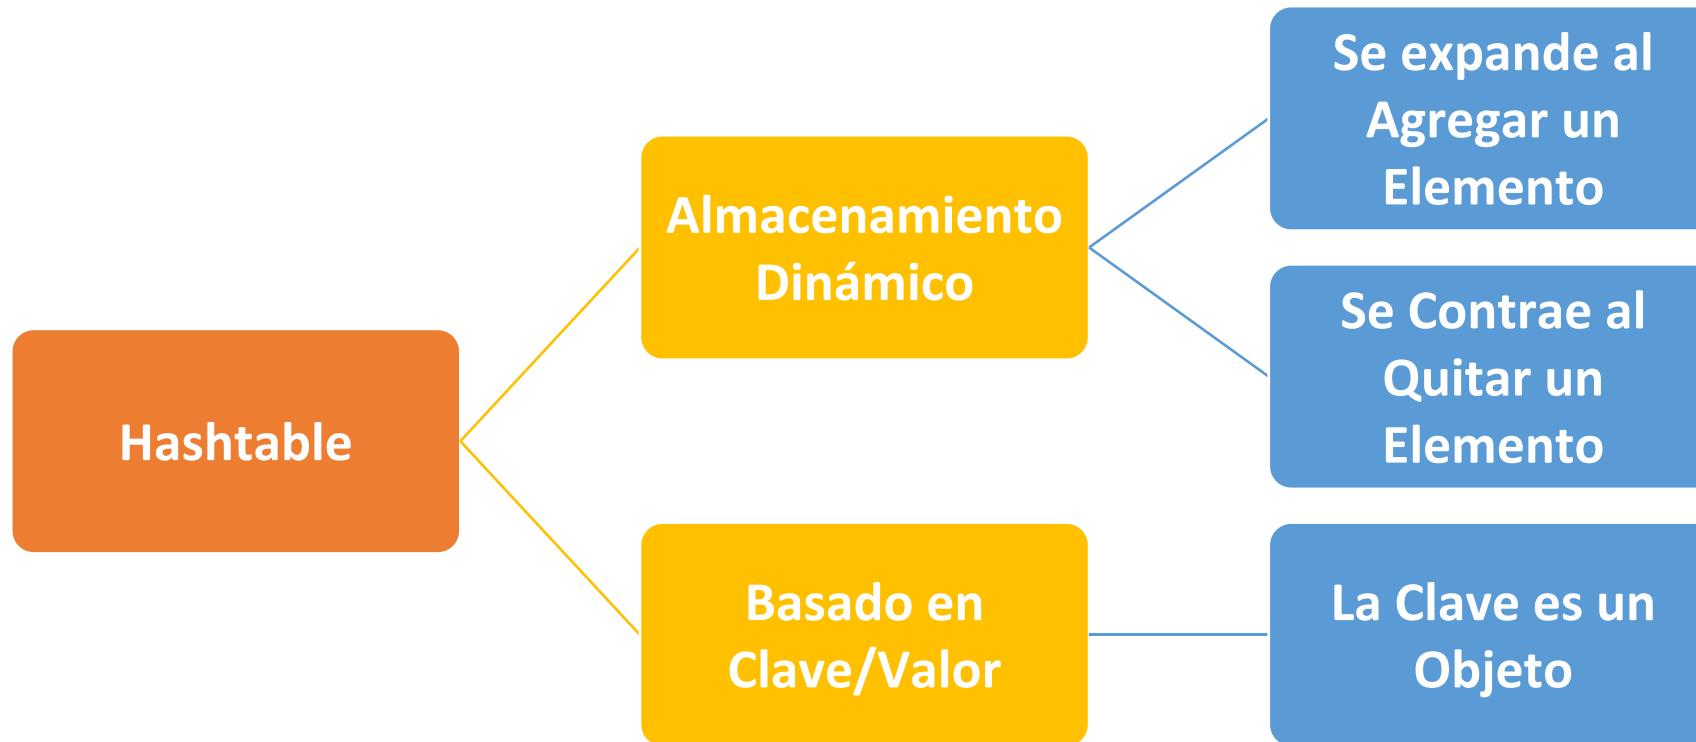 Hashtable
Almacenamiento
Dinámico
Se expande al
Agregar un
Elemento
Se Contrae al
Quitar un
Elemento
Basado en
Clave/Valor
La Clave es un
Objeto